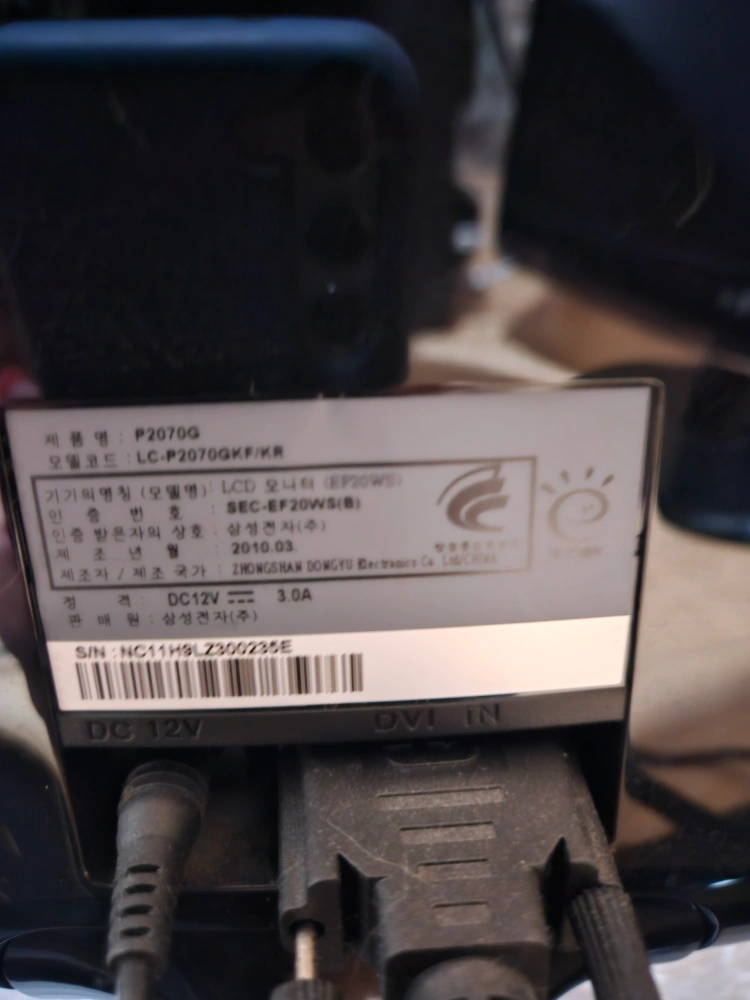 제 품 명 : P2070G
모델코드 : LC-P2070GKF/KR
기기의명칭 (모델명) : LCD 모니터 (EF20WS)
인 증 번 호 : SEC-EF20WS(B)
인증 받은자의 상호 : 삼성전자(주)
제 조 년 월 : 2010.03.
제조자 / 제조 국가 : ZHONGSHAN DONGYU Electronics Co. Ltd/CHINA
정 격 : DC12V 3.0A
판 매 원 : 삼성전자(주)
S/N : NC11H9LZ300235E
DC 12V
DVI IN